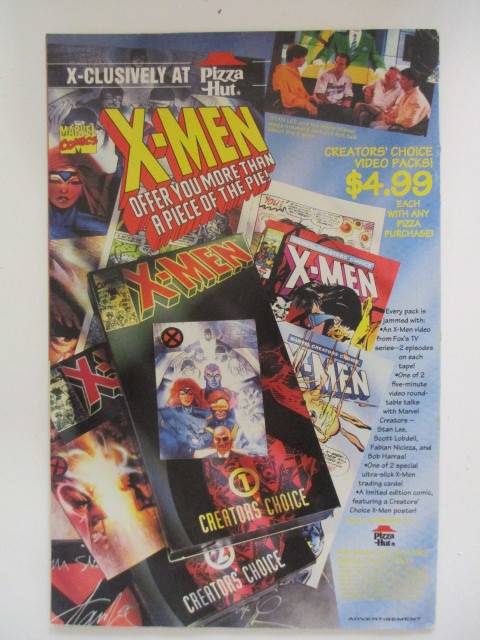 X-CLUSIVELY AT Pizza Hut®
MARVEL COMICS
X-MEN
OFFER YOU MORE THAN
A PIECE OF THE PIE!
CREATORS' CHOICE
VIDEO PACKS!
$4.99
EACH
WITH ANY
PIZZA
PURCHASE!
X-MEN
X-MEN
X-MEN
Every pack is
jammed with:
•An X-Men video
from Fox's TV
series—2 episodes
on each
tape!
•One of 2
five-minute
video round-
table talks
with Marvel
Creators—
Stan Lee,
Scott Lobdell,
Fabian Nicieza, and
Bob Harras!
•One of 2 special
ultra-slick X-Men
trading cards!
•A limited edition comic,
featuring a Creators'
Choice X-Men poster!
1
CREATORS' CHOICE
2
CREATORS' CHOICE
Pizza Hut®
ADVERTISEMENT